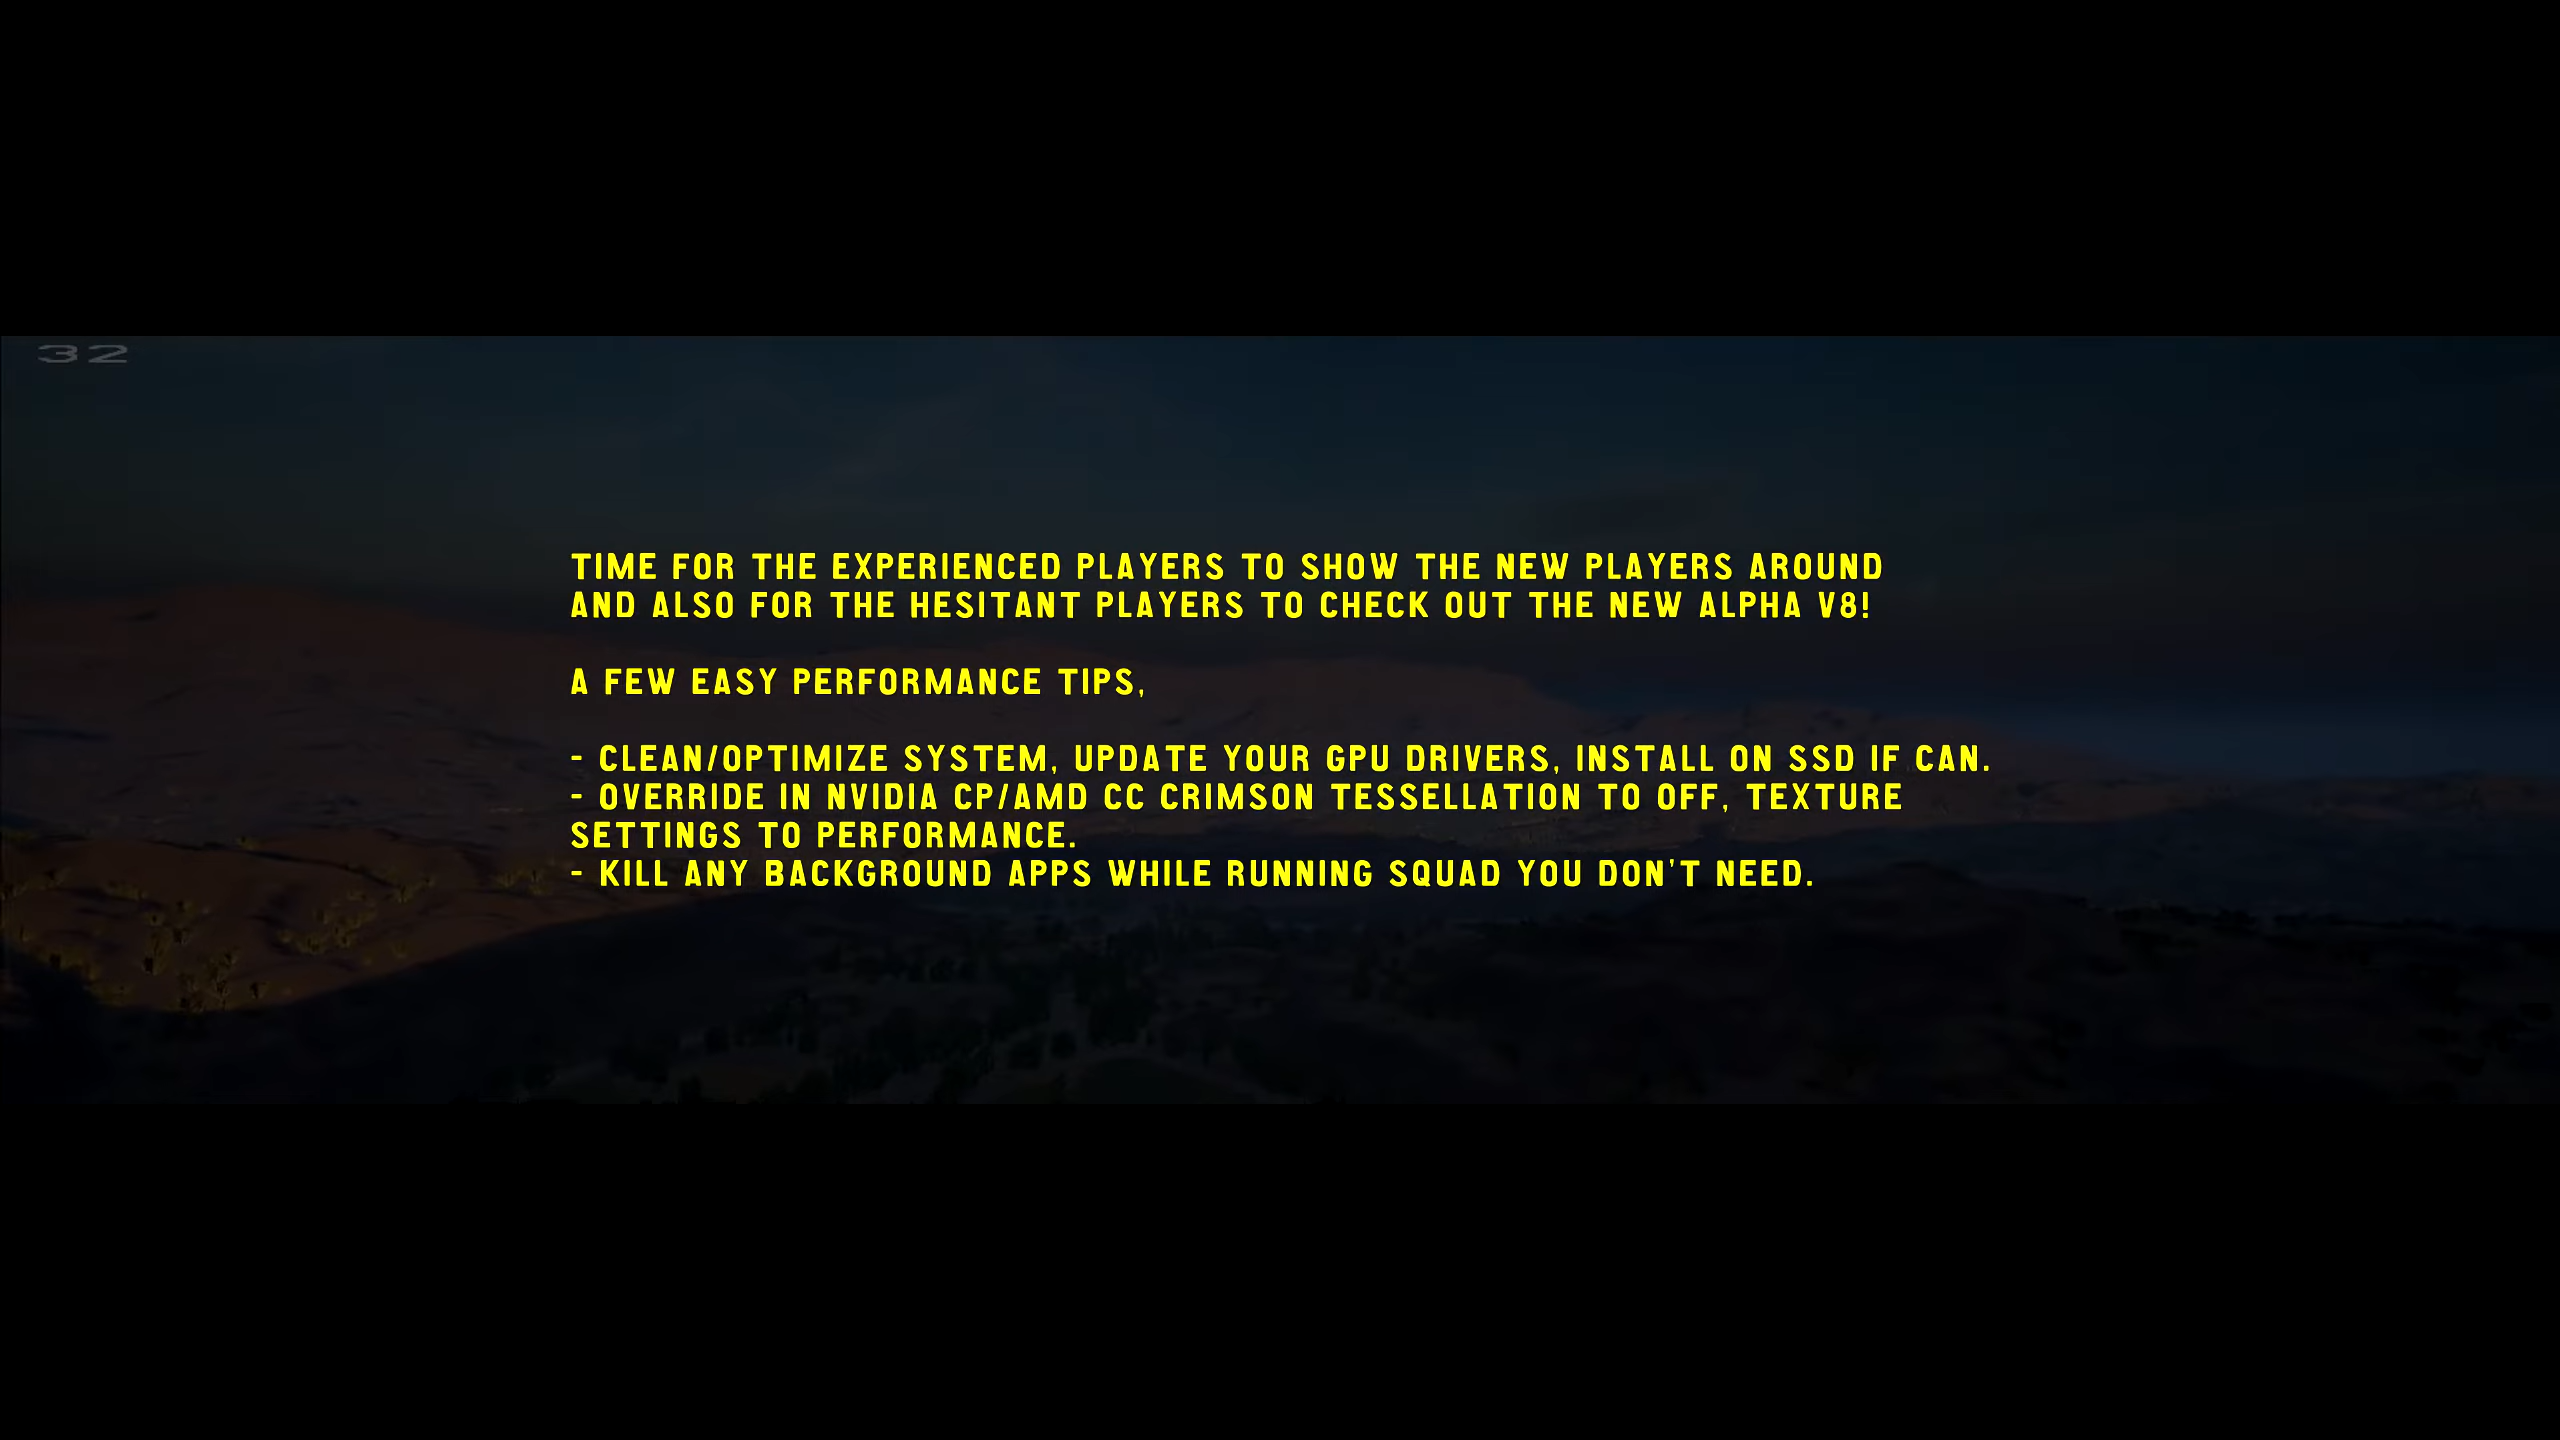 32
TIME FOR THE EXPERIENCED PLAYERS TO SHOW THE NEW PLAYERS AROUND
AND ALSO FOR THE HESITANT PLAYERS TO CHECK OUT THE NEW ALPHA V8!
A FEW EASY PERFORMANCE TIPS,
- CLEAN/OPTIMIZE SYSTEM, UPDATE YOUR GPU DRIVERS, INSTALL ON SSD IF CAN.
- OVERRIDE IN NVIDIA CP/AMD CC CRIMSON TESSELLATION TO OFF, TEXTURE
SETTINGS TO PERFORMANCE.
- KILL ANY BACKGROUND APPS WHILE RUNNING SQUAD YOU DON'T NEED.